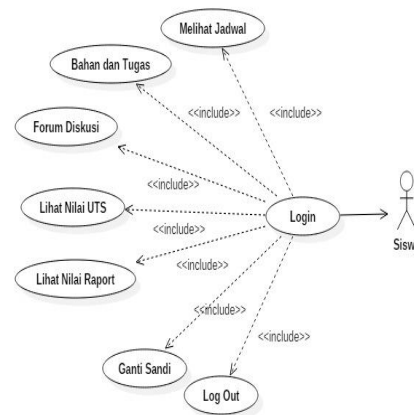 Melihat Jadwal
Bahan dan Tugas
<<include>>
<<include>>
Forum Diskusi
<<include>>
Lihat Nilai UTS
Login
<<include>>
Sisw
<<include>>
Lihat Nilai Raport
<<include>>
<<include>>
Ganti Sandi
Log Out